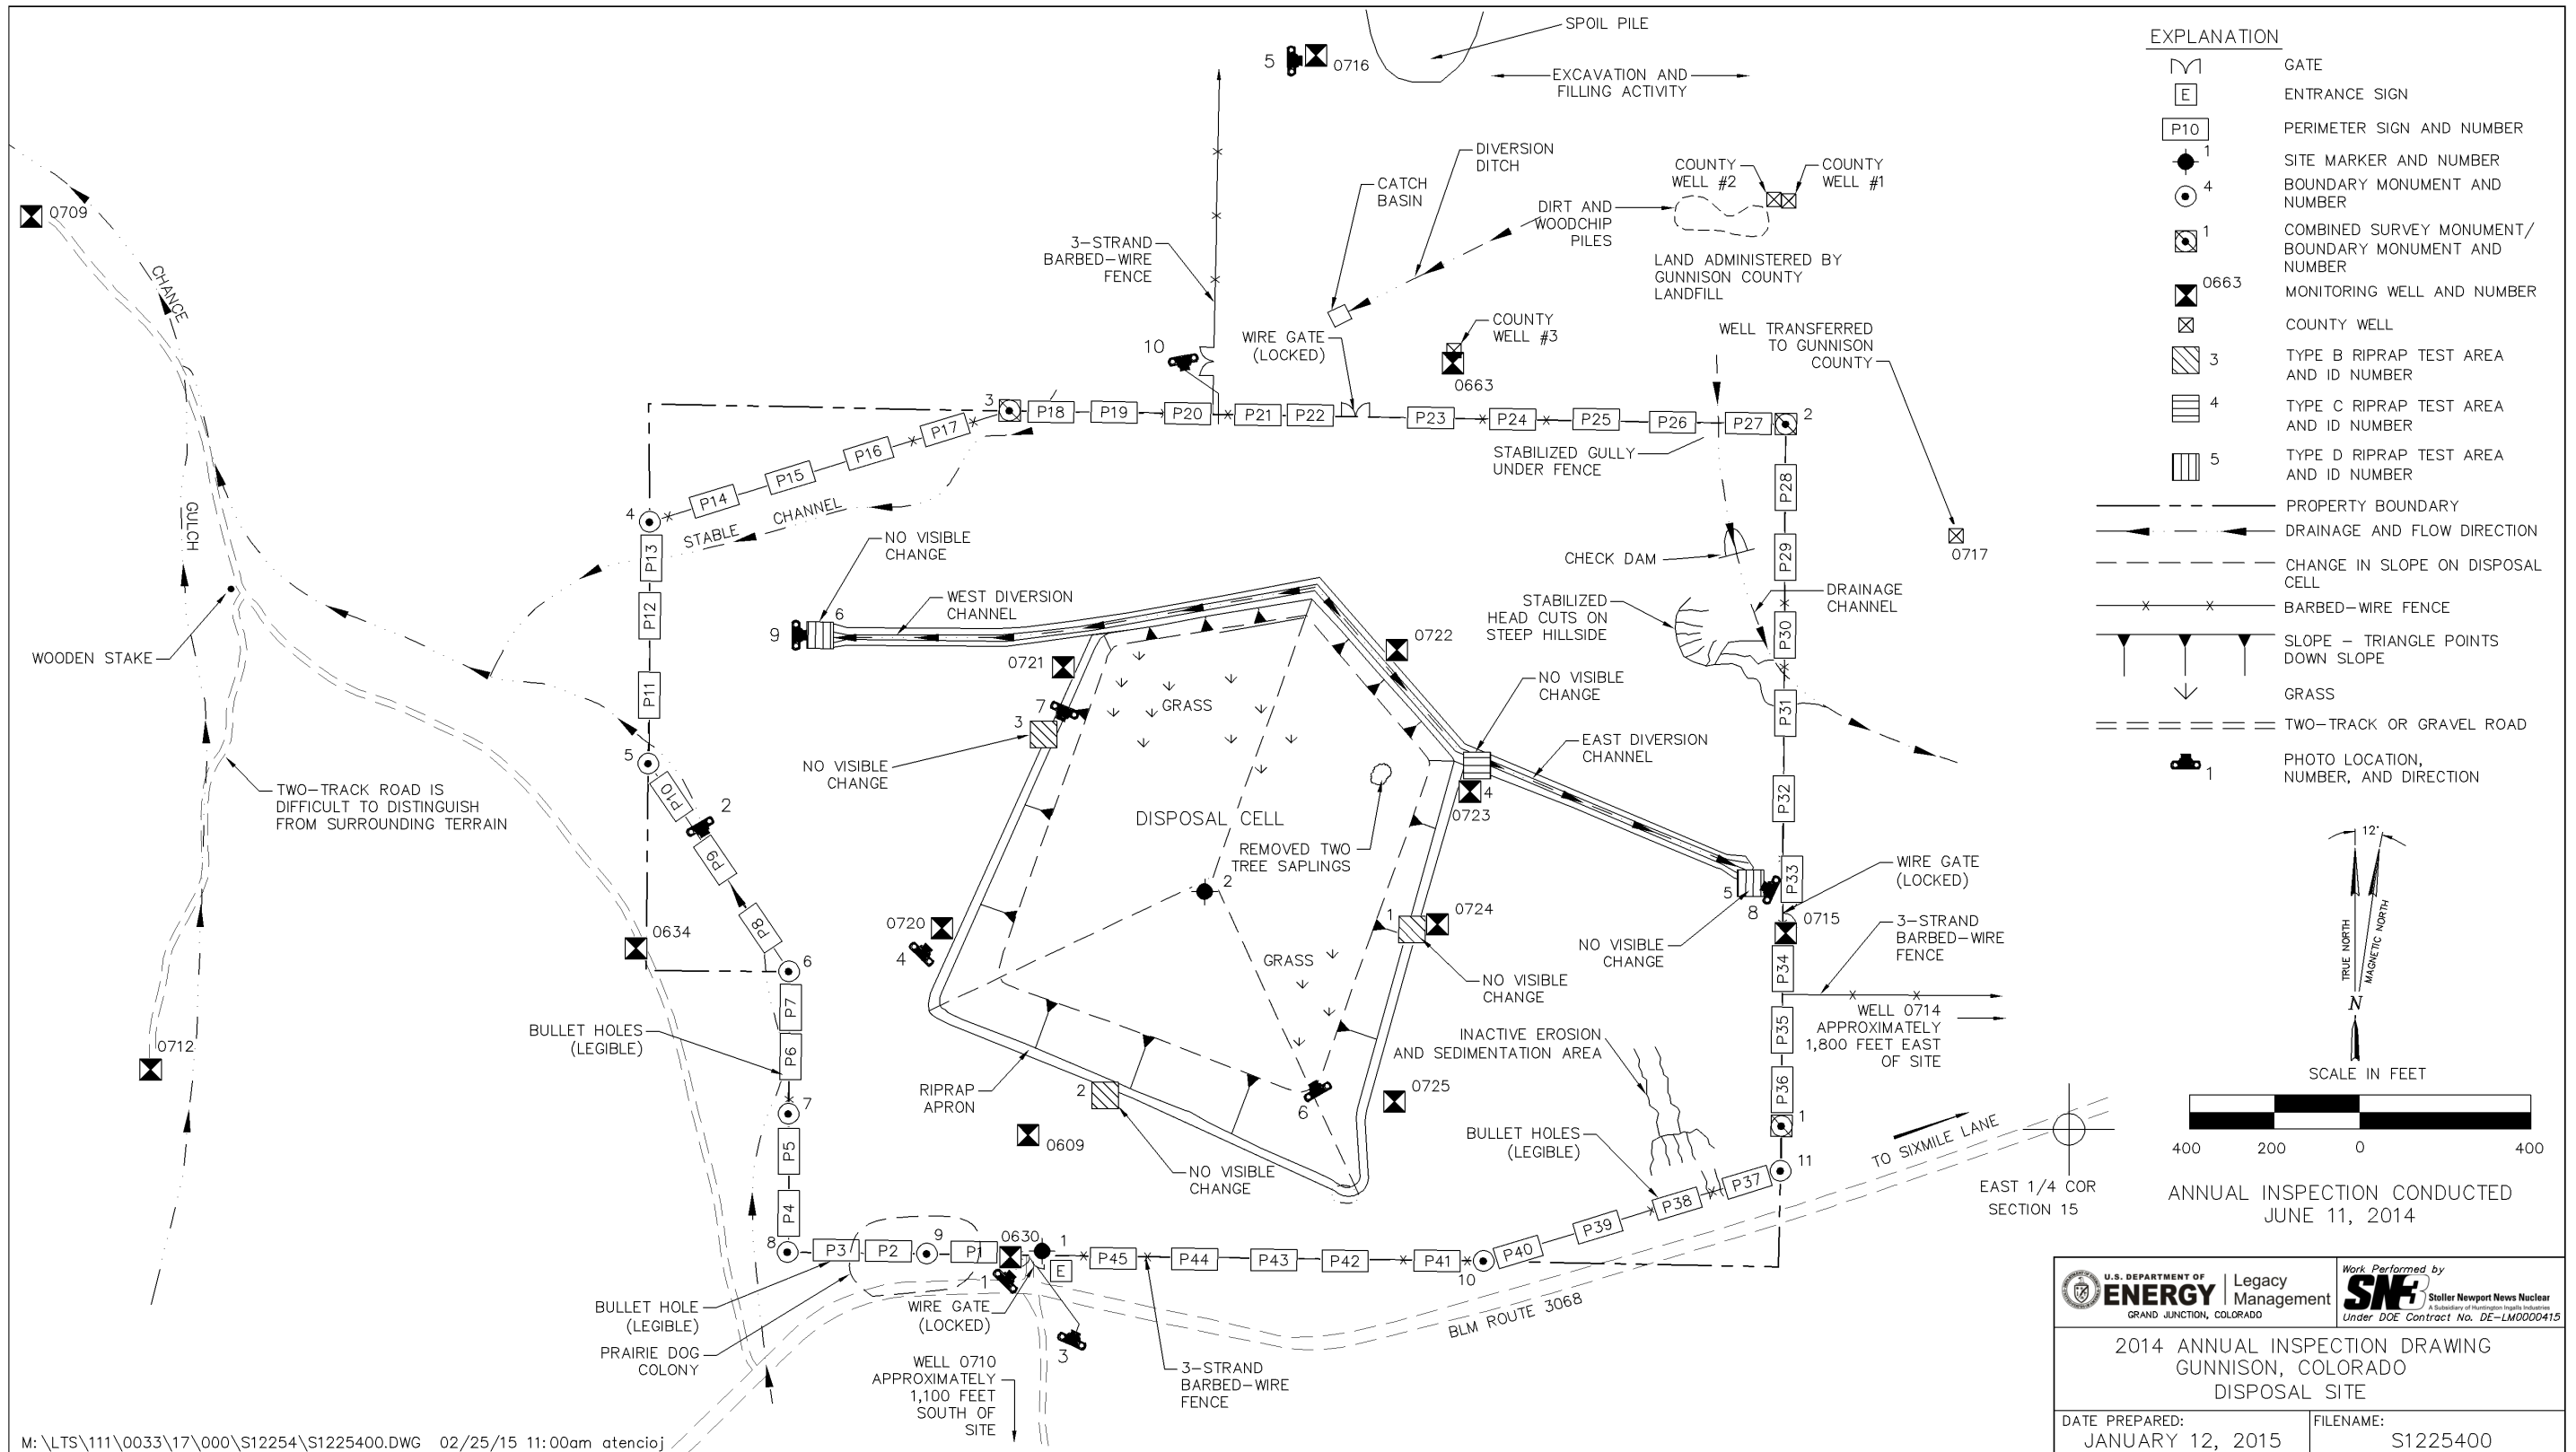 SPOIL PILE
5
0716
EXCAVATION AND
FILLING ACTIVITY
DIVERSION
DITCH
CATCH
BASIN
COUNTY
WELL #2
COUNTY
WELL #1
DIRT AND
WOODCHIP
PILES
LAND ADMINISTERED BY
GUNNISON COUNTY
LANDFILL
3-STRAND
BARBED-WIRE
FENCE
0709
CHANCE
GULCH
10
WIRE GATE
(LOCKED)
COUNTY
WELL #3
0663
WELL TRANSFERRED
TO GUNNISON
COUNTY
0717
3
P18
P19
P20
P21
P22
P23
P24
P25
P26
P27
2
P17
P16
P15
P14
4
STABLE CHANNEL
STABILIZED GULLY
UNDER FENCE
P28
P29
P30
P31
P32
P33
P34
P35
P36
P13
P12
P11
5
P10
2
P9
P8
6
P7
P6
7
P5
P4
8
NO VISIBLE
CHANGE
6
9
WEST DIVERSION
CHANNEL
CHECK DAM
DRAINAGE
CHANNEL
STABILIZED
HEAD CUTS ON
STEEP HILLSIDE
WOODEN STAKE
TWO-TRACK ROAD IS
DIFFICULT TO DISTINGUISH
FROM SURROUNDING TERRAIN
0721
0722
7
3
NO VISIBLE
CHANGE
GRASS
NO VISIBLE
CHANGE
EAST DIVERSION
CHANNEL
4
0723
DISPOSAL CELL
REMOVED TWO
TREE SAPLINGS
2
5
8
WIRE GATE
(LOCKED)
0715
3-STRAND
BARBED-WIRE
FENCE
NO VISIBLE
CHANGE
0720
4
0634
0712
1
0724
GRASS
NO VISIBLE
CHANGE
WELL 0714
APPROXIMATELY
1,800 FEET EAST
OF SITE
BULLET HOLES
(LEGIBLE)
RIPRAP
APRON
INACTIVE EROSION
AND SEDIMENTATION AREA
2
6
0725
0609
NO VISIBLE
CHANGE
BULLET HOLES
(LEGIBLE)
1
11
TO SIXMILE LANE
EAST 1/4 COR
SECTION 15
P3
P2
9
P1
0630
1
E
P45
P44
P43
P42
P41
10
P40
P39
P38
P37
1
BULLET HOLE
(LEGIBLE)
PRAIRIE DOG
COLONY
WIRE GATE
(LOCKED)
3
WELL 0710
APPROXIMATELY
1,100 FEET
SOUTH OF
SITE
3-STRAND
BARBED-WIRE
FENCE
BLM ROUTE 3068
M:\LTS\111\0033\17\000\S12254\S1225400.DWG 02/25/15 11:00am atencioj
EXPLANATION
GATE
E
ENTRANCE SIGN
P10
PERIMETER SIGN AND NUMBER
1
SITE MARKER AND NUMBER
4
BOUNDARY MONUMENT AND
NUMBER
1
COMBINED SURVEY MONUMENT/
BOUNDARY MONUMENT AND
NUMBER
0663
MONITORING WELL AND NUMBER
COUNTY WELL
3
TYPE B RIPRAP TEST AREA
AND ID NUMBER
4
TYPE C RIPRAP TEST AREA
AND ID NUMBER
5
TYPE D RIPRAP TEST AREA
AND ID NUMBER
PROPERTY BOUNDARY
DRAINAGE AND FLOW DIRECTION
CHANGE IN SLOPE ON DISPOSAL
CELL
BARBED-WIRE FENCE
SLOPE - TRIANGLE POINTS
DOWN SLOPE
GRASS
TWO-TRACK OR GRAVEL ROAD
1
PHOTO LOCATION,
NUMBER, AND DIRECTION
12°
TRUE NORTH
MAGNETIC NORTH
N
SCALE IN FEET
400 200 0 400
ANNUAL INSPECTION CONDUCTED
JUNE 11, 2014
U.S. DEPARTMENT OF
ENERGY
Legacy
Management
GRAND JUNCTION, COLORADO
Work Performed by
SN3
Stoller Newport News Nuclear
A Subsidiary of Huntington Ingalls Industries
Under DOE Contract No. DE-LM0000415
2014 ANNUAL INSPECTION DRAWING
GUNNISON, COLORADO
DISPOSAL SITE
DATE PREPARED:
JANUARY 12, 2015
FILENAME:
S1225400